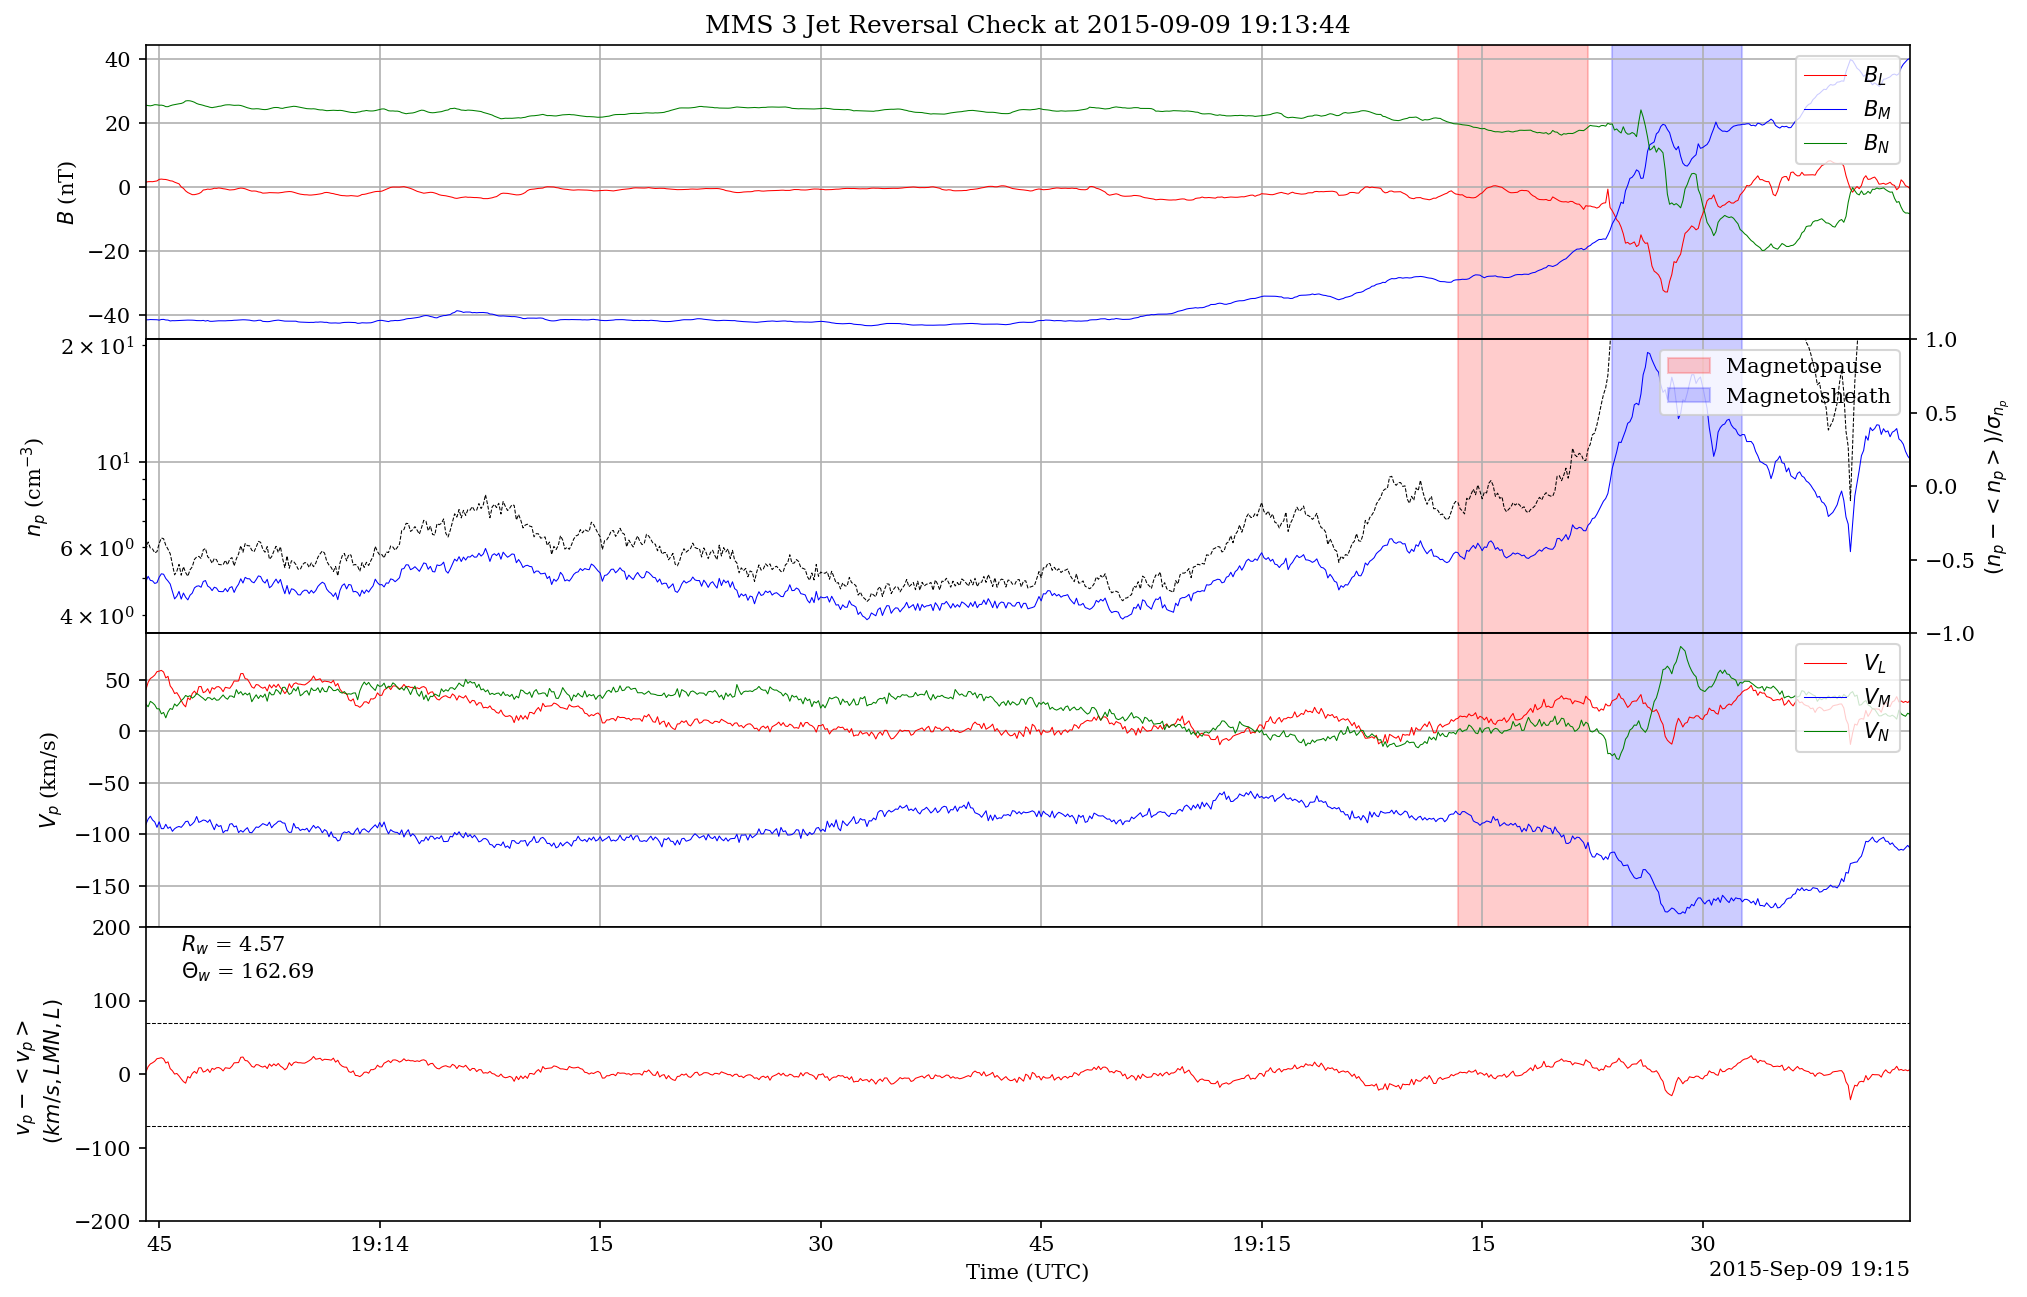 MMS 3 Jet Reversal Check at 2015-09-09 19:13:44
40
20
0
−20
−40
B (nT)
B_L
B_M
B_N
2 × 10^1
10^1
6 × 10^0
4 × 10^0
n_p (cm^−3)
1.0
0.5
0.0
−0.5
−1.0
(n_p − < n_p >)/σ_{n_p}
Magnetopause
Magnetosheath
50
0
−50
−100
−150
V_p (km/s)
V_L
V_M
V_N
200
100
0
−100
−200
v_p − < v_p >
(km/s, LMN, L)
R_w = 4.57
Θ_w = 162.69
45
19:14
15
30
45
19:15
15
30
Time (UTC)
2015-Sep-09 19:15